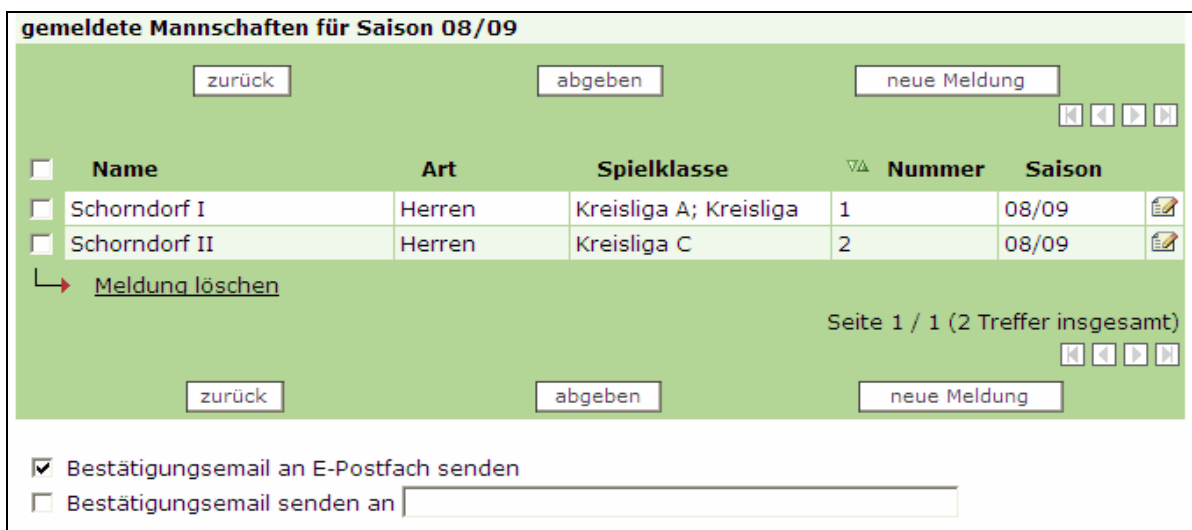 gemeldete Mannschaften für Saison 08/09
zurück abgeben neue Meldung
Name Art Spielklasse Nummer Saison
Schorndorf I Herren Kreisliga A; Kreisliga 1 08/09
Schorndorf II Herren Kreisliga C 2 08/09
Meldung löschen
Seite 1 / 1 (2 Treffer insgesamt)
zurück abgeben neue Meldung
Bestätigungsemail an E-Postfach senden
Bestätigungsemail senden an